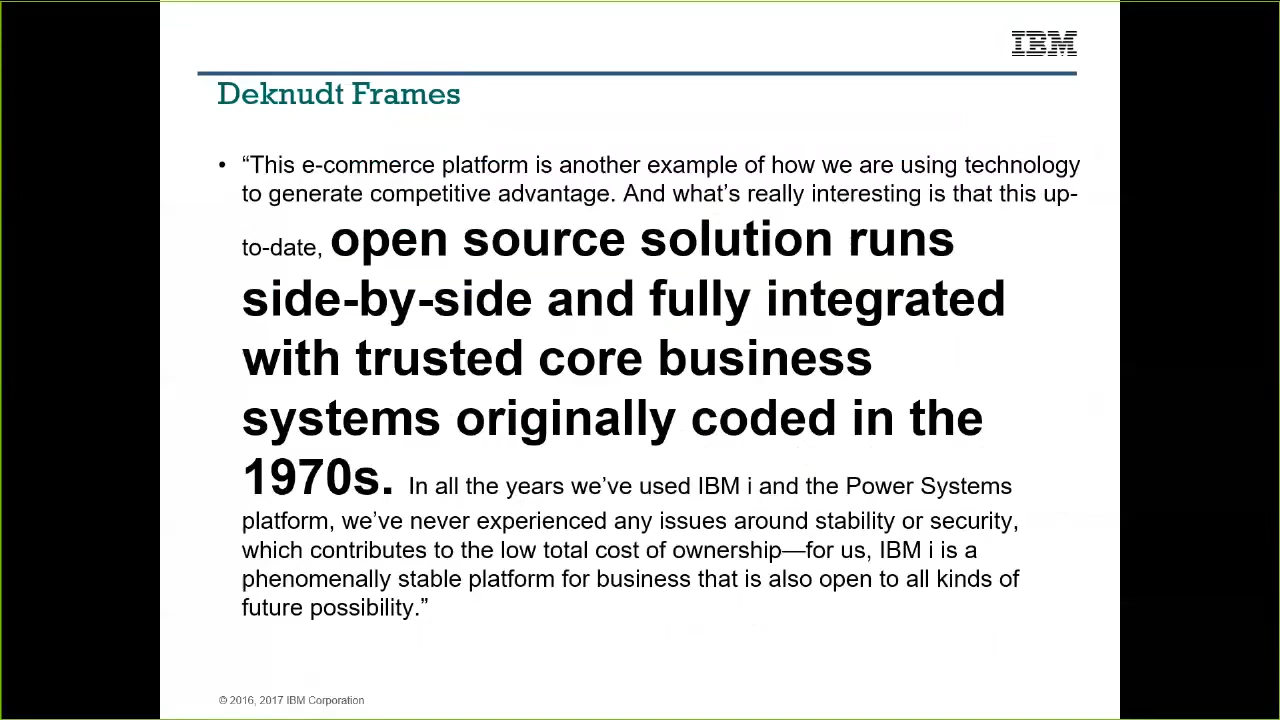 IBM
Deknudt Frames
• “This e-commerce platform is another example of how we are using technology
to generate competitive advantage. And what’s really interesting is that this up-
to-date, open source solution runs
side-by-side and fully integrated
with trusted core business
systems originally coded in the
1970s. In all the years we’ve used IBM i and the Power Systems
platform, we’ve never experienced any issues around stability or security,
which contributes to the low total cost of ownership—for us, IBM i is a
phenomenally stable platform for business that is also open to all kinds of
future possibility.”
© 2016, 2017 IBM Corporation